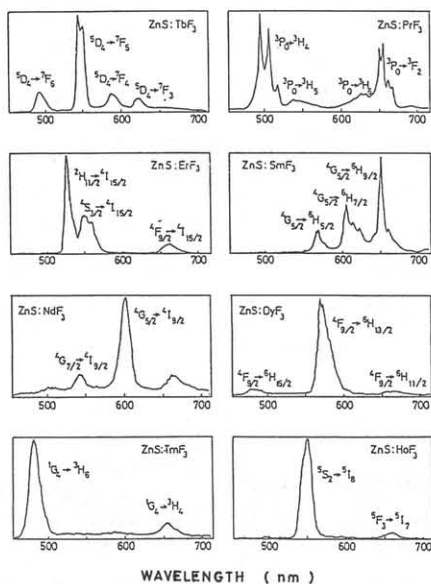 ZnS:TbF₃
⁵D₄→⁷F₅
⁵D₄→⁷F₆
⁵D₄→⁷F₄
⁵D₄→⁷F₃
500 600 700
ZnS:PrF₃
³P₀→³H₄
³P₀→³H₅
³P₀→³H₆
³P₀→³F₂
500 600 700
ZnS:ErF₃
²H₁₁/₂→⁴I₁₅/₂
⁴S₃/₂→⁴I₁₅/₂
⁴F₉/₂→⁴I₁₅/₂
500 600 700
ZnS:SmF₃
⁴G₅/₂→⁶H₉/₂
⁴G₅/₂→⁶H₇/₂
⁴G₅/₂→⁶H₅/₂
500 600 700
ZnS:NdF₃
⁴G₅/₂→⁴I₉/₂
⁴G₇/₂→⁴I₉/₂
500 600 700
ZnS:DyF₃
⁴F₉/₂→⁶H₁₃/₂
⁴F₉/₂→⁶H₁₅/₂
⁴F₉/₂→⁶H₁₁/₂
500 600 700
ZnS:TmF₃
¹G₄→³H₆
¹G₄→³H₄
500 600 700
ZnS:HoF₃
⁵S₂→⁵I₈
⁵F₃→⁵I₇
500 600 700
WAVELENGTH (nm)